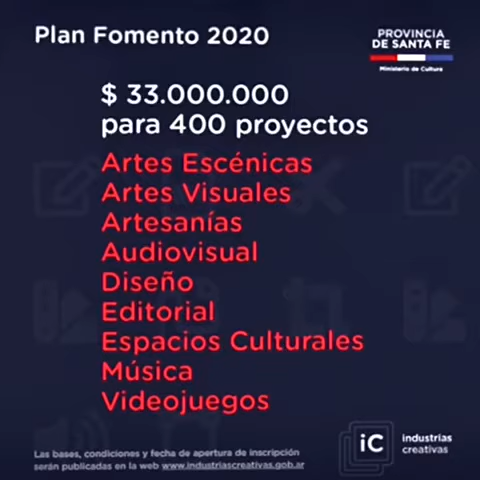 Plan Fomento 2020
PROVINCIA
DE SANTA FE
Ministerio de Cultura
$ 33.000.000
para 400 proyectos
Artes Escénicas
Artes Visuales
Artesanías
Audiovisual
Diseño
Editorial
Espacios Culturales
Música
Videojuegos
Las bases, condiciones y fecha de apertura de inscripción
serán publicadas en la web www.industriascreativas.gob.ar
iC
industrias
creativas